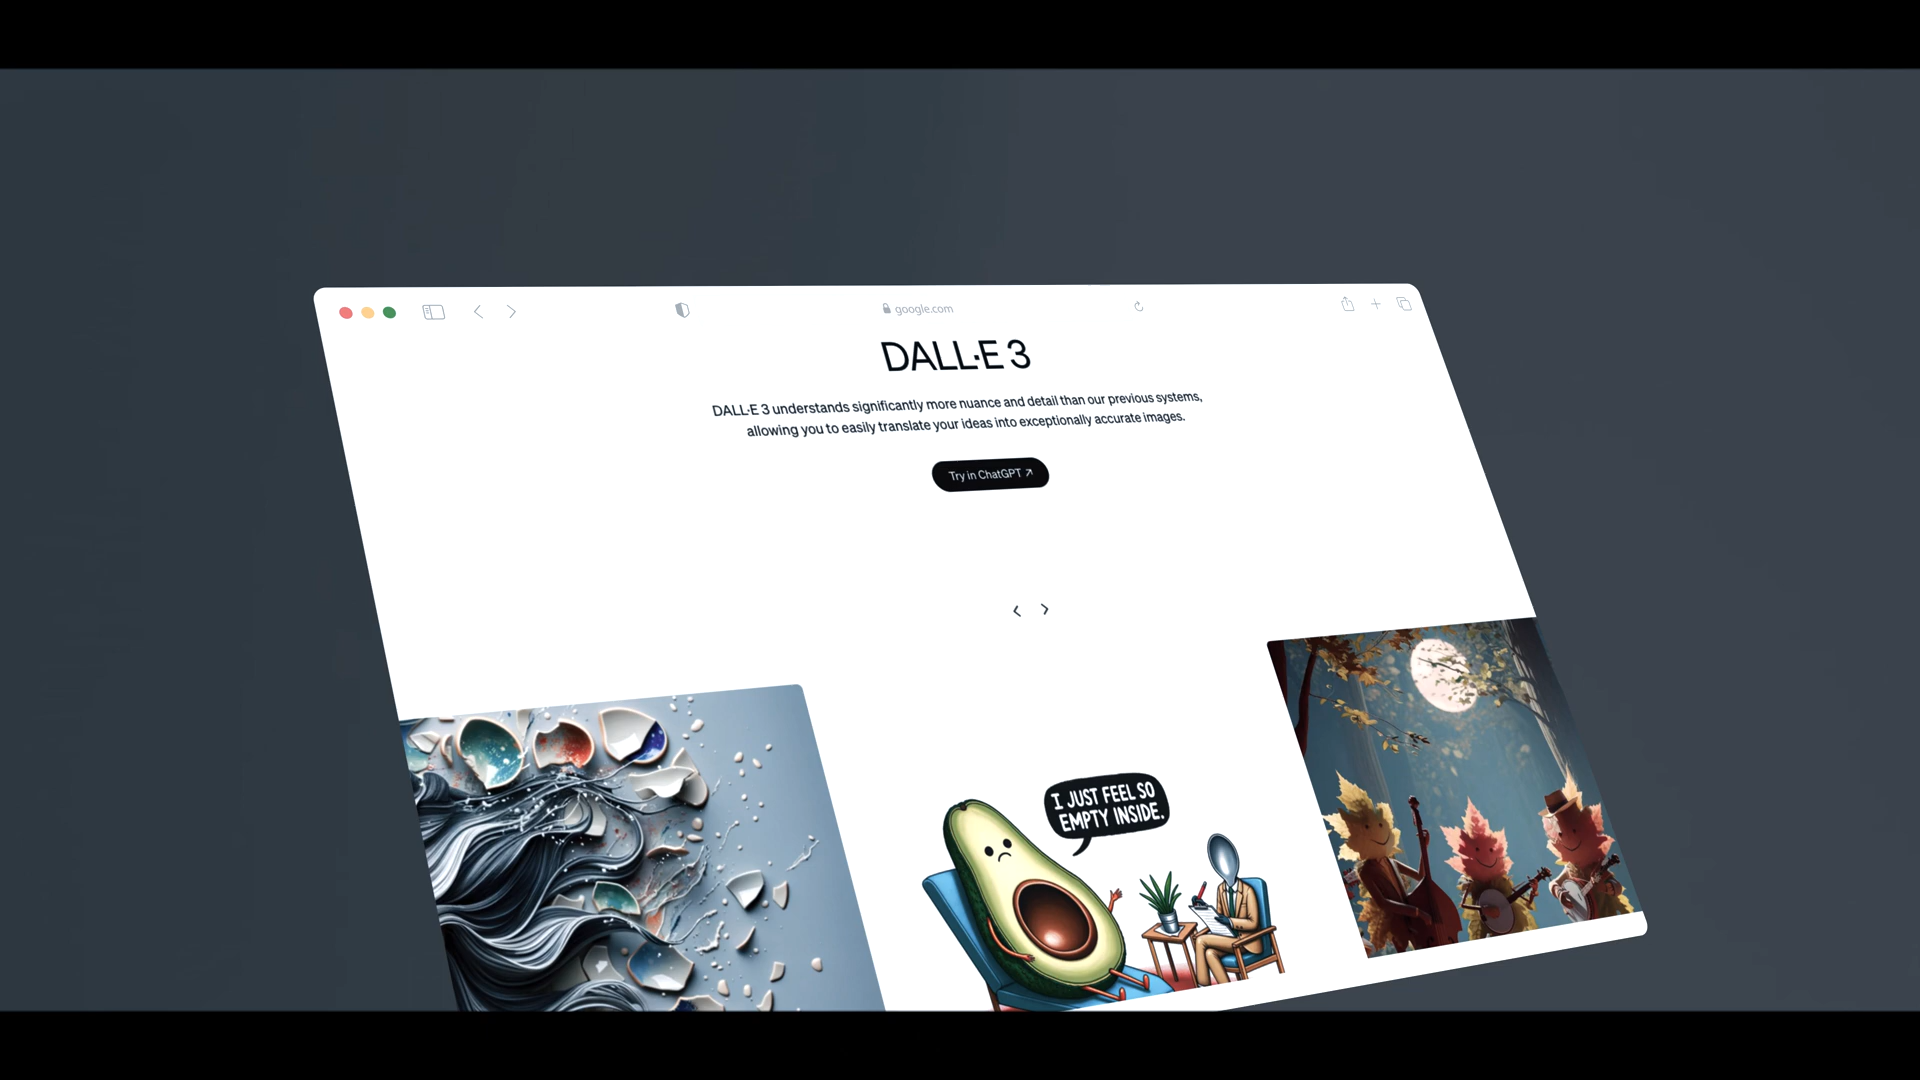 google.com
DALL·E 3
DALL·E 3 understands significantly more nuance and detail than our previous systems,
allowing you to easily translate your ideas into exceptionally accurate images.
Try in ChatGPT ↗
I JUST FEEL SO
EMPTY INSIDE.